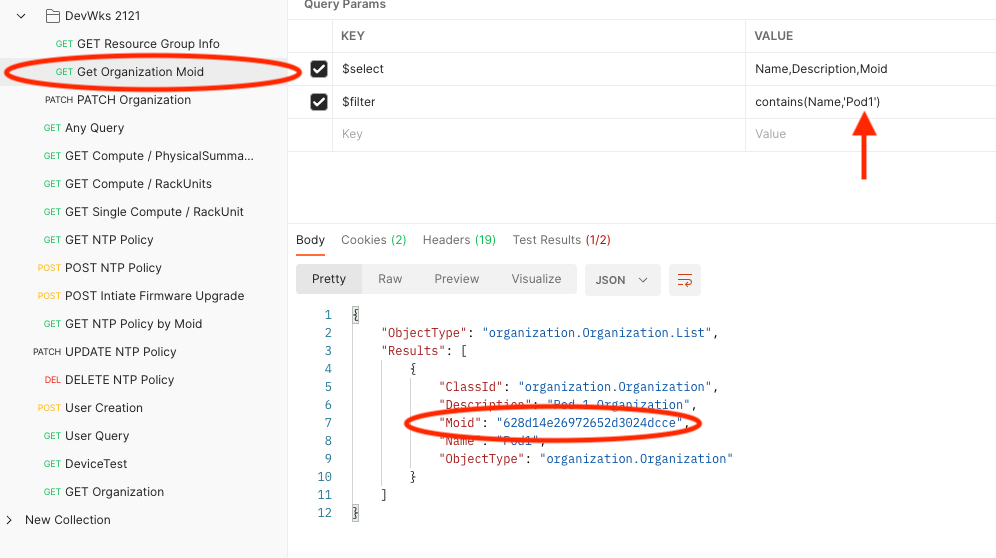 DevWks 2121
GET GET Resource Group Info
GET Get Organization Moid
PATCH PATCH Organization
GET Any Query
GET GET Compute / PhysicalSumma...
GET GET Compute / RackUnits
GET GET Single Compute / RackUnit
GET GET NTP Policy
POST POST NTP Policy
POST POST Intiate Firmware Upgrade
GET GET NTP Policy by Moid
PATCH UPDATE NTP Policy
DEL DELETE NTP Policy
POST User Creation
GET User Query
GET DeviceTest
GET GET Organization
New Collection
Query Params
KEY VALUE
$select Name,Description,Moid
$filter contains(Name,'Pod1')
Key Value
Body Cookies (2) Headers (19) Test Results (1/2)
Pretty Raw Preview Visualize JSON
1 {
2 "ObjectType": "organization.Organization.List",
3 "Results": [
4 {
5 "ClassId": "organization.Organization",
6 "Description": "Pod 1 Organization",
7 "Moid": "628d14e26972652d3024dcce",
8 "Name": "Pod1",
9 "ObjectType": "organization.Organization"
10 }
11 ]
12 }